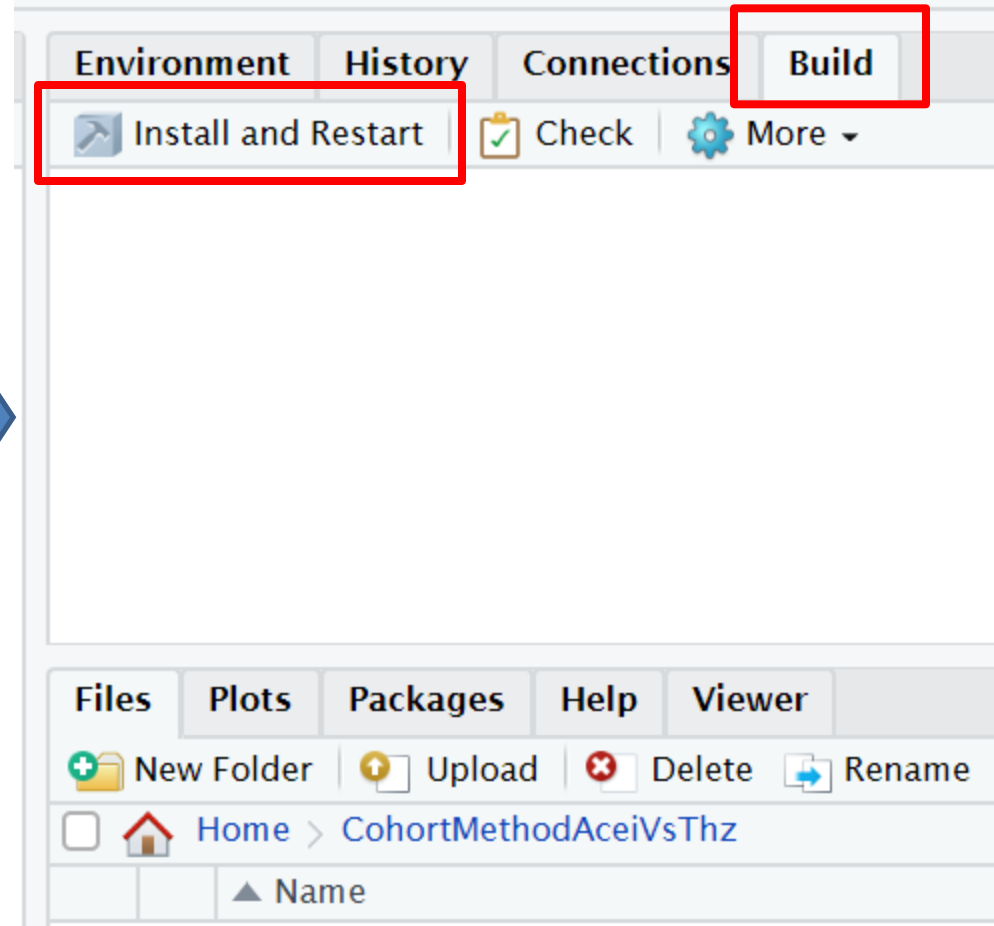 Environment History Connections Build
Install and Restart Check More
Files Plots Packages Help Viewer
New Folder Upload Delete Rename
Home > CohortMethodAceiVsThz
Name